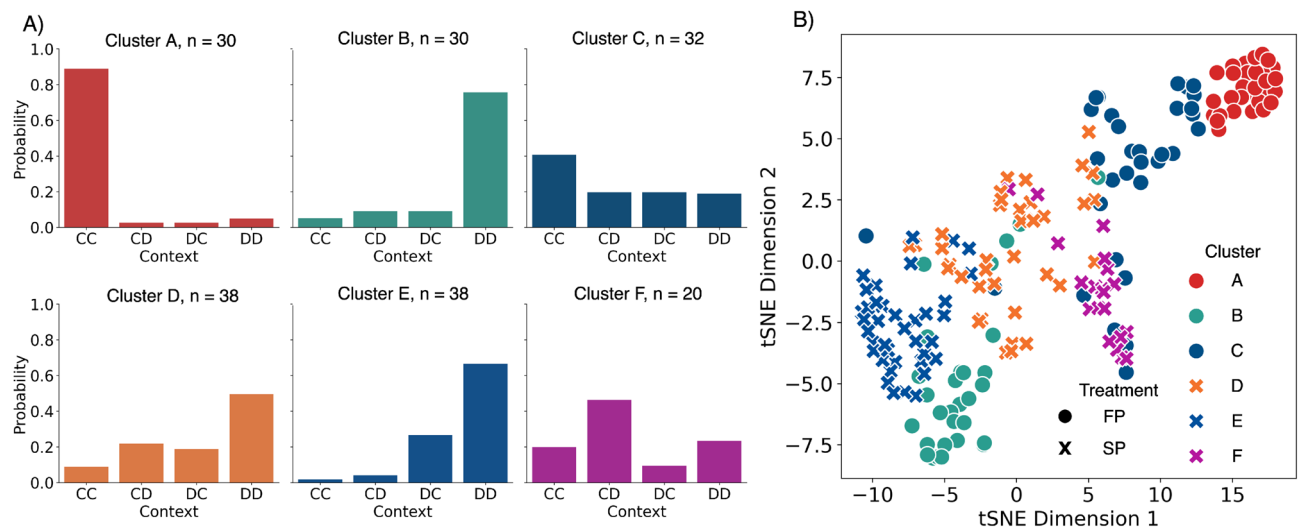 A)
Cluster A, n = 30
Cluster B, n = 30
Cluster C, n = 32
Probability
1.0
0.8
0.6
0.4
0.2
0.0
CC CD DC DD
Context
CC CD DC DD
Context
CC CD DC DD
Context
Cluster D, n = 38
Cluster E, n = 38
Cluster F, n = 20
Probability
1.0
0.8
0.6
0.4
0.2
0.0
CC CD DC DD
Context
CC CD DC DD
Context
CC CD DC DD
Context
B)
tSNE Dimension 2
7.5
5.0
2.5
0.0
−2.5
−5.0
−7.5
−10 −5 0 5 10 15
tSNE Dimension 1
Cluster
A
B
C
D
E
F
Treatment
FP
SP